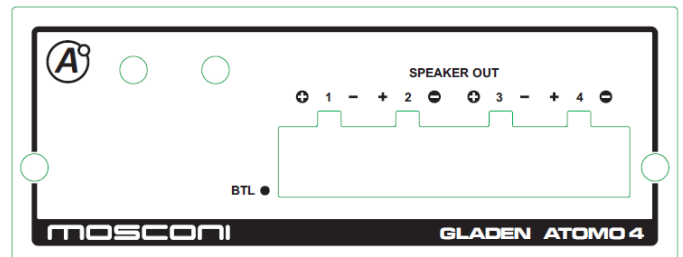 A
SPEAKER OUT
+ 1 - + 2 - + 3 - + 4 -
BTL
MOSCONI GLADEN ATOMO 4